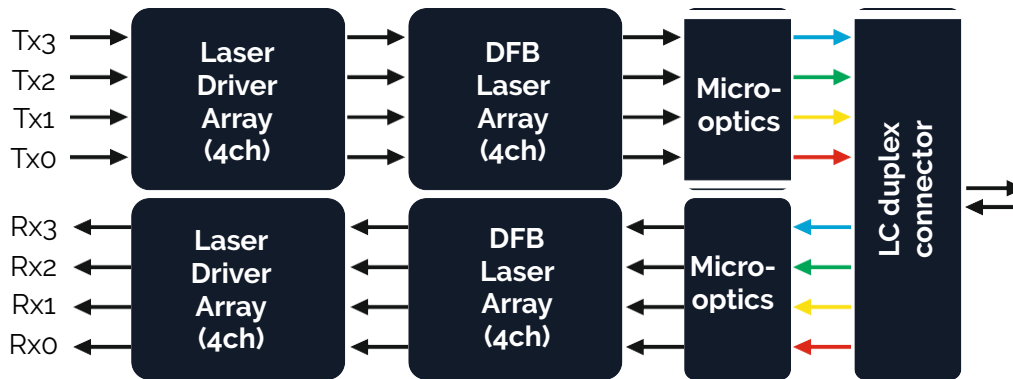 Tx3
Tx2
Tx1
Tx0
Laser
Driver
Array
(4ch)
DFB
Laser
Array
(4ch)
Micro-
optics
LC duplex
connector
Rx3
Rx2
Rx1
Rx0
Laser
Driver
Array
(4ch)
DFB
Laser
Array
(4ch)
Micro-
optics